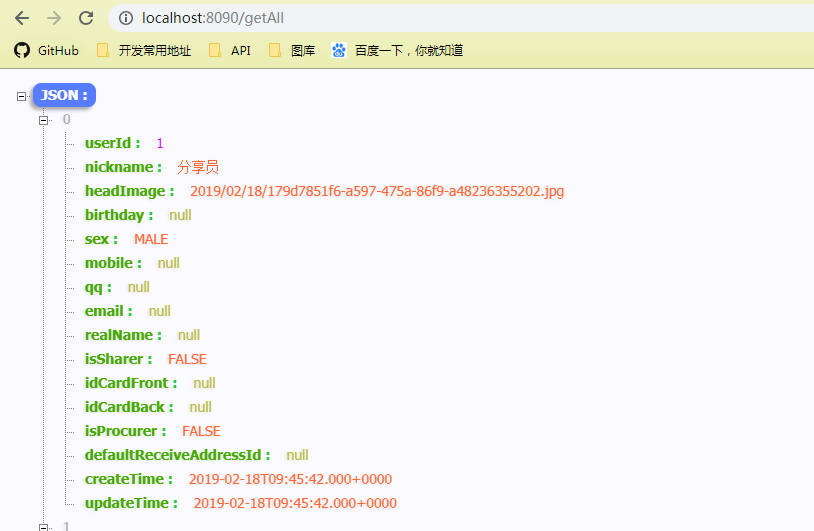 localhost:8090/getAll
GitHub 开发常用地址 API 图库 百度一下，你就知道
JSON :
0
userId : 1
nickname : 分享员
headImage : 2019/02/18/179d7851f6-a597-475a-86f9-a48236355202.jpg
birthday : null
sex : MALE
mobile : null
qq : null
email : null
realName : null
isSharer : FALSE
idCardFront : null
idCardBack : null
isProcurer : FALSE
defaultReceiveAddressId : null
createTime : 2019-02-18T09:45:42.000+0000
updateTime : 2019-02-18T09:45:42.000+0000
1